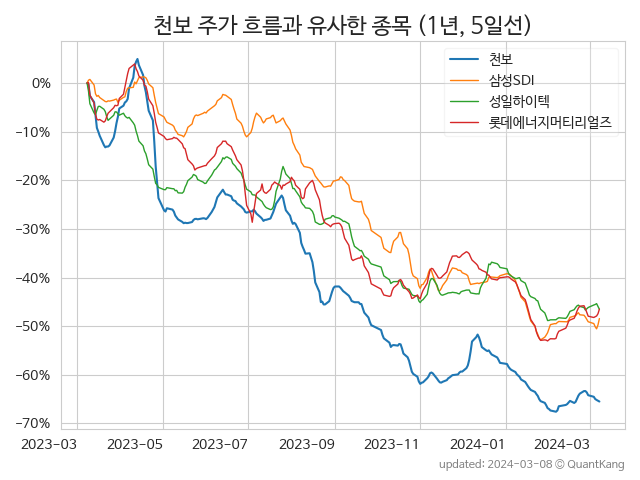 천보 주가 흐름과 유사한 종목 (1년, 5일선)
천보
삼성SDI
성일하이텍
롯데에너지머티리얼즈
0%
−10%
−20%
−30%
−40%
−50%
−60%
−70%
2023−03 2023−05 2023−07 2023−09 2023−11 2024−01 2024−03
updated: 2024-03-08 ⓒ QuantKang